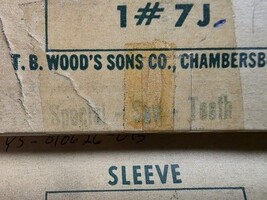 1# 7J.
T. B. WOOD'S SONS CO., CHAMBERSB
Special - Saw - Teeth
SLEEVE